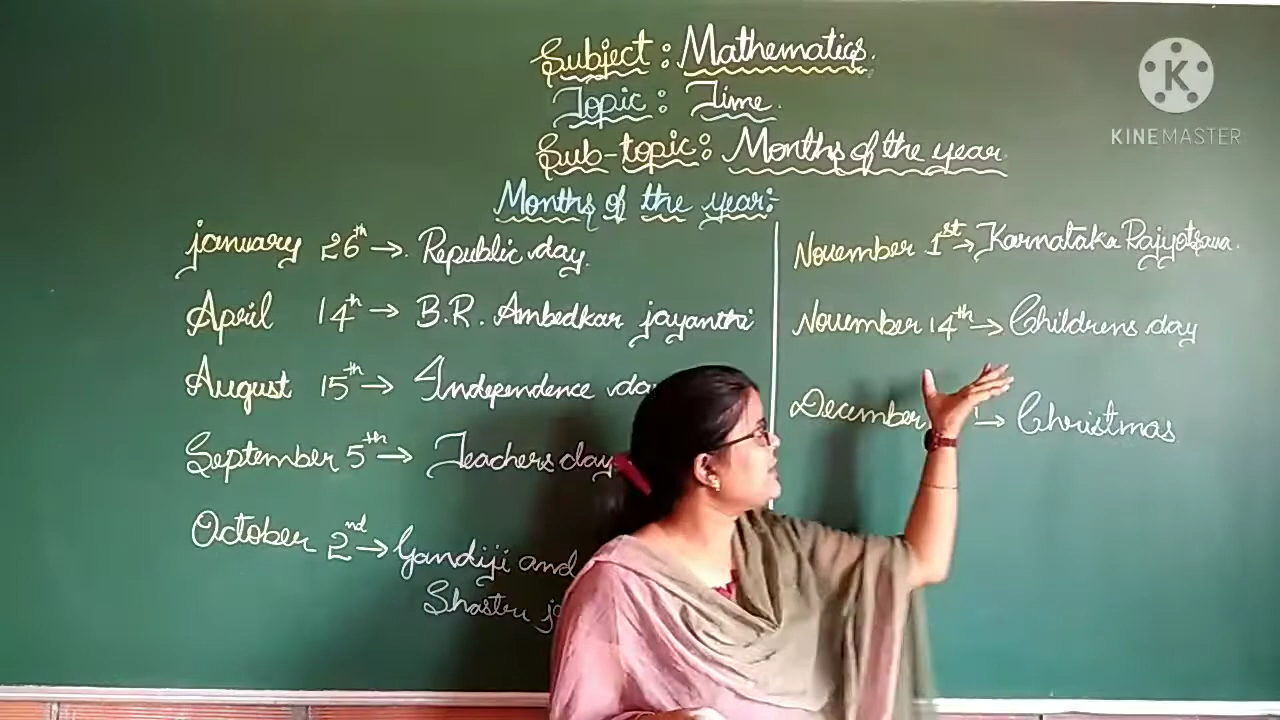 Subject : Mathematics.
Topic : Time.
Sub-topic : Months of the year.
Months of the year:-
january 26th → Republic day.
April 14th → B.R. Ambedkar jayanthi
August 15th → Independence
September 5th → Teachers day
October 2nd → Gandiji and
November 1st → Karnataka Rajyotsava.
November 14th → Childrens day
December → Christmas
K
KINEMASTER